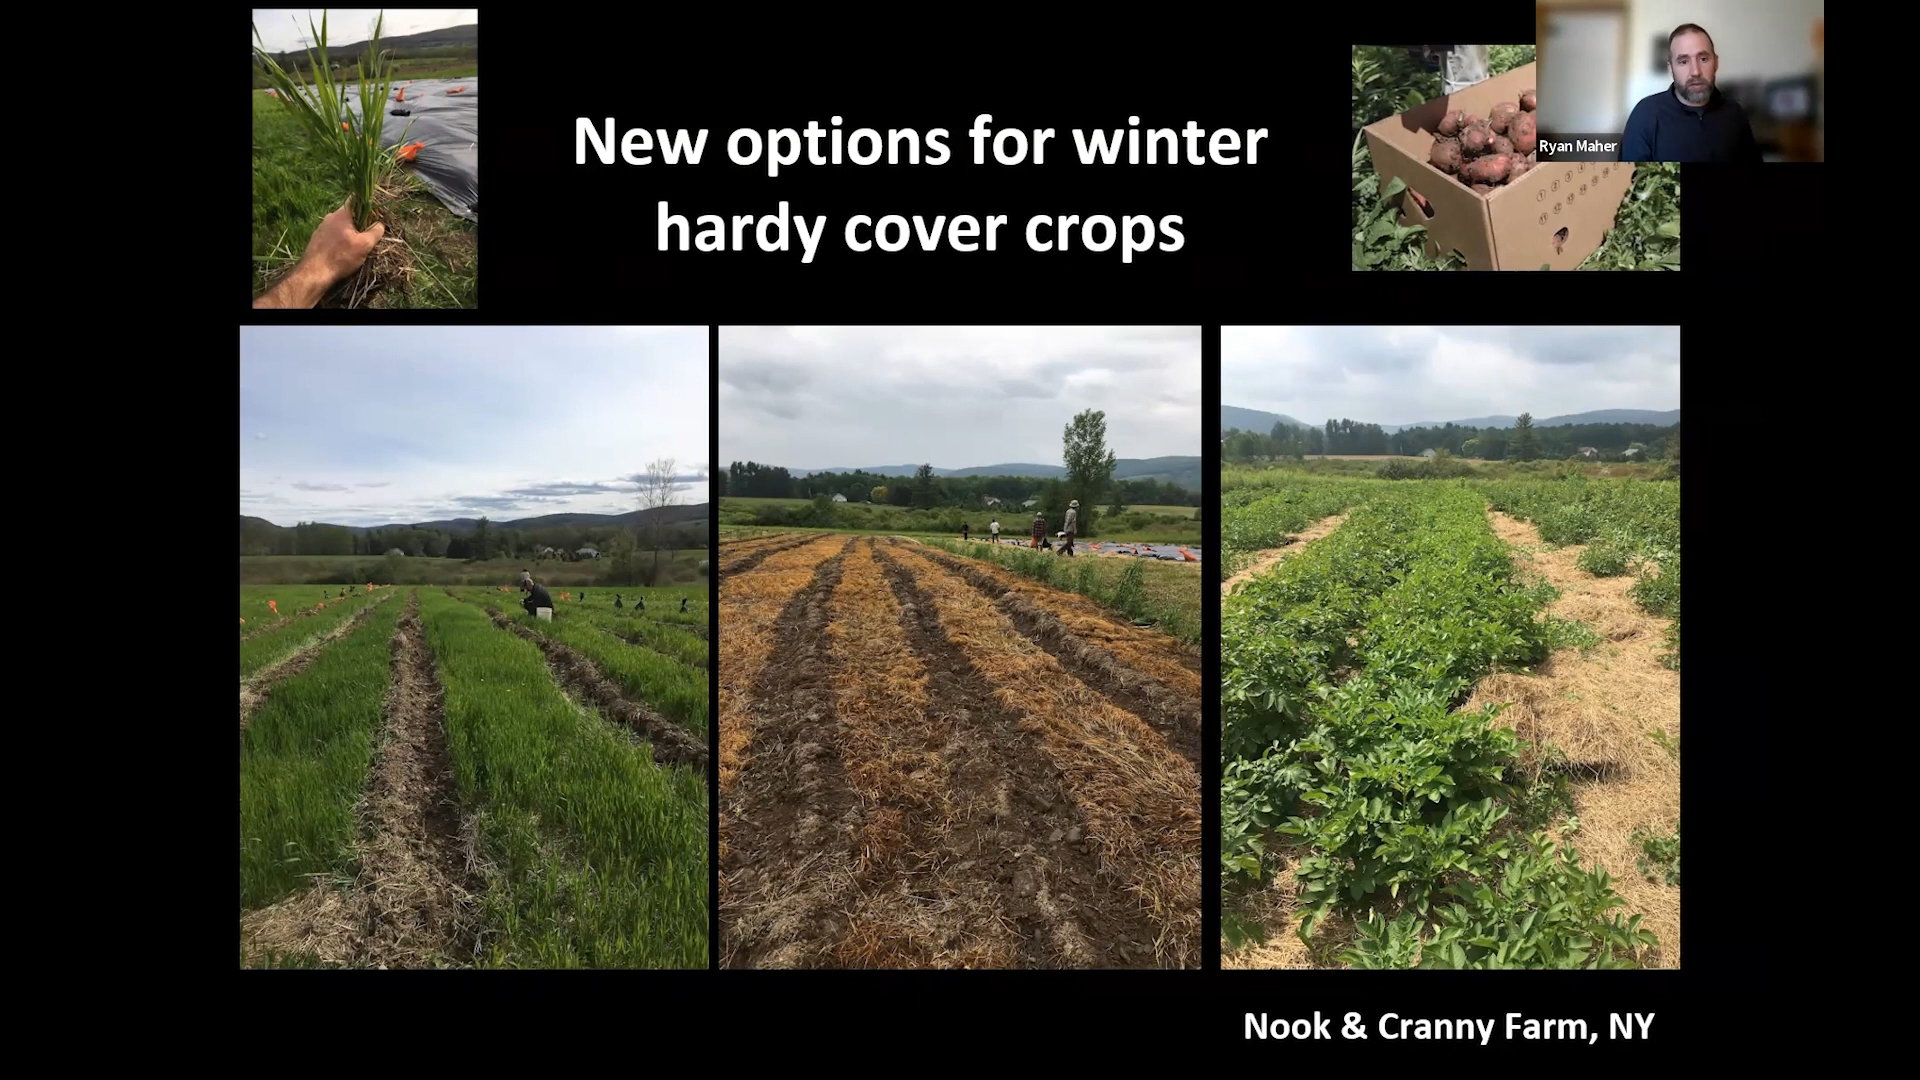 New options for winter
hardy cover crops
Ryan Maher
Nook & Cranny Farm, NY